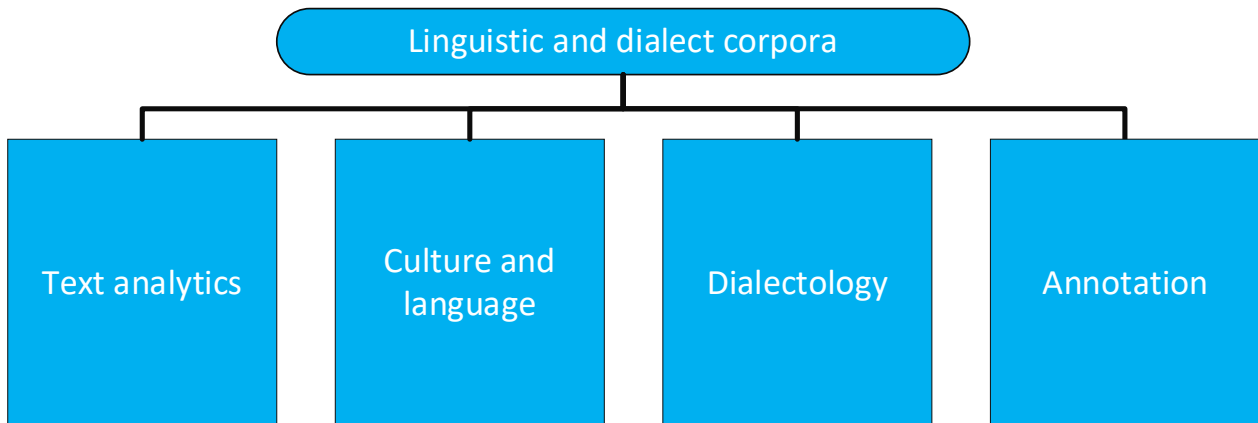 Linguistic and dialect corpora
Text analytics
Culture and
language
Dialectology
Annotation